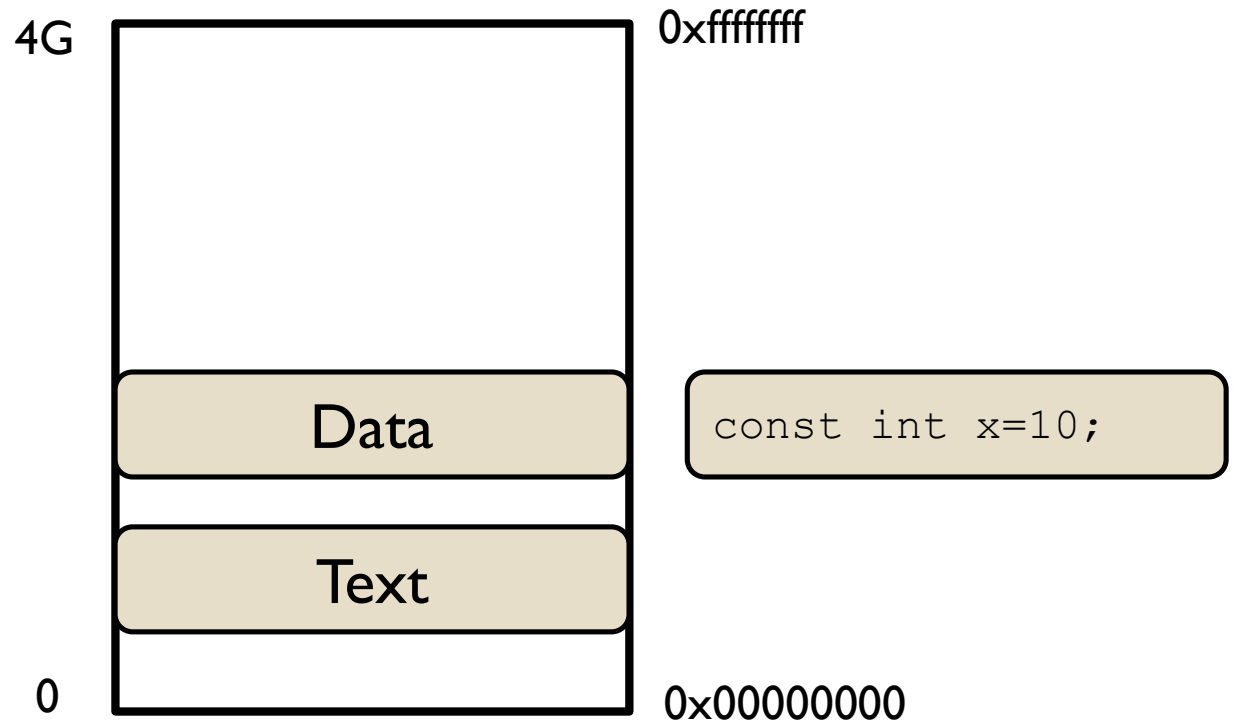 4G 0xffffffff
Data const int x=10;
Text
0 0x00000000